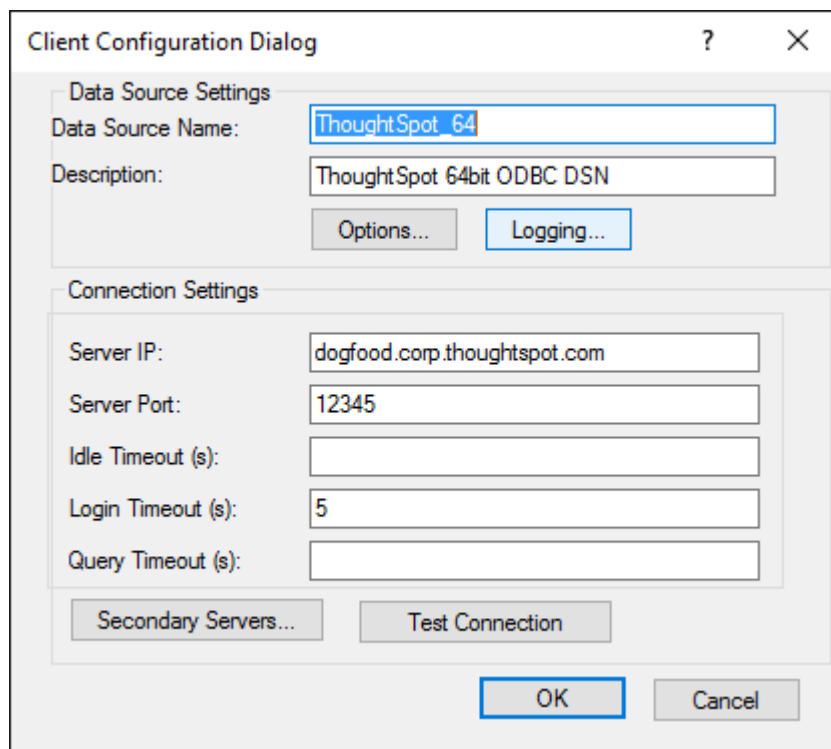 Client Configuration Dialog ?
Data Source Settings
Data Source Name: ThoughtSpot_64
Description: ThoughtSpot 64bit ODBC DSN
Options... Logging...
Connection Settings
Server IP: dogfood.corp.thoughtspot.com
Server Port: 12345
Idle Timeout (s):
Login Timeout (s): 5
Query Timeout (s):
Secondary Servers... Test Connection
OK Cancel